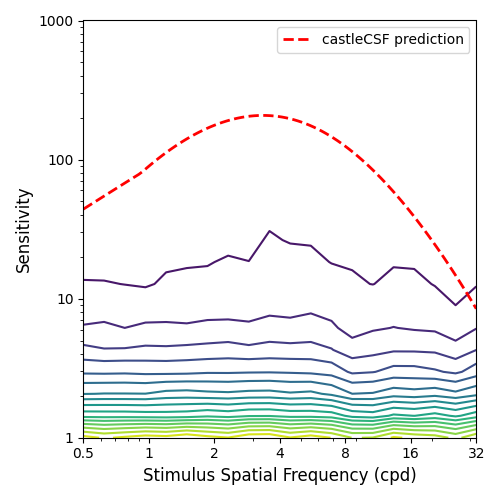 1000
castleCSF prediction
100
Sensitivity
10
1
0.5 1 2 4 8 16 32
Stimulus Spatial Frequency (cpd)